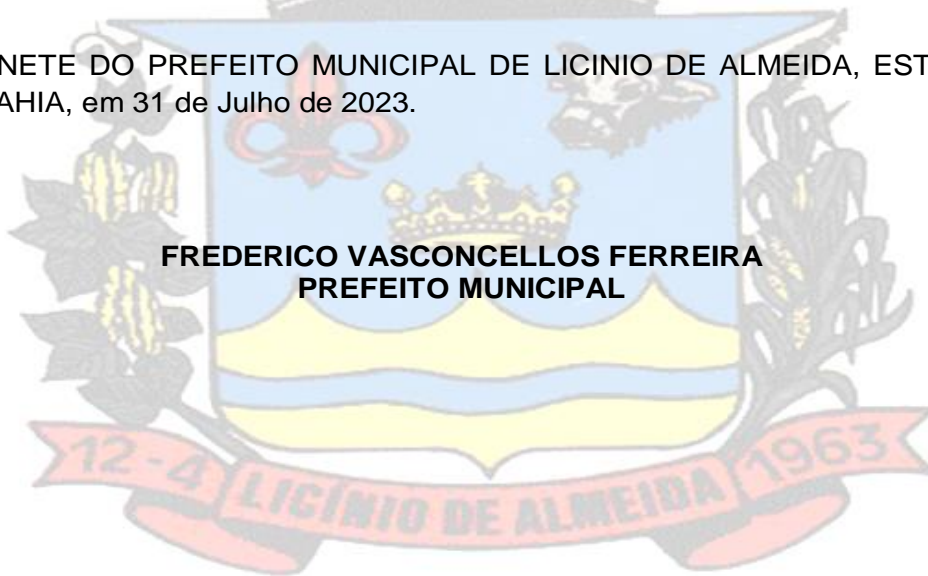 NETE DO PREFEITO MUNICIPAL DE LICINIO DE ALMEIDA, EST
AHIA, em 31 de Julho de 2023.
FREDERICO VASCONCELLOS FERREIRA
PREFEITO MUNICIPAL
12-4 LICÍNIO DE ALMEIDA 1963